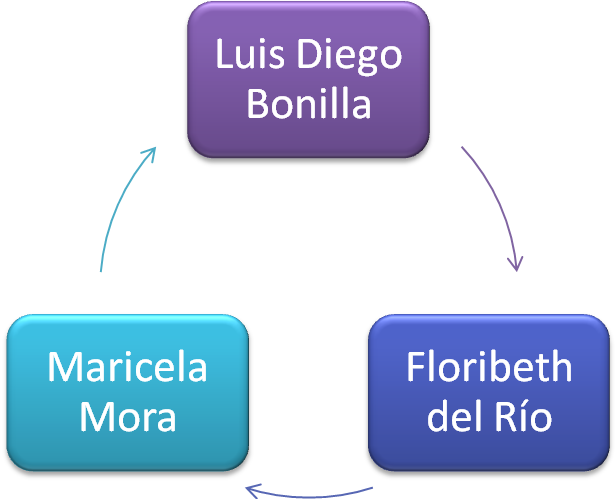 Luis Diego
Bonilla
Maricela
Mora
Floribeth
del Río